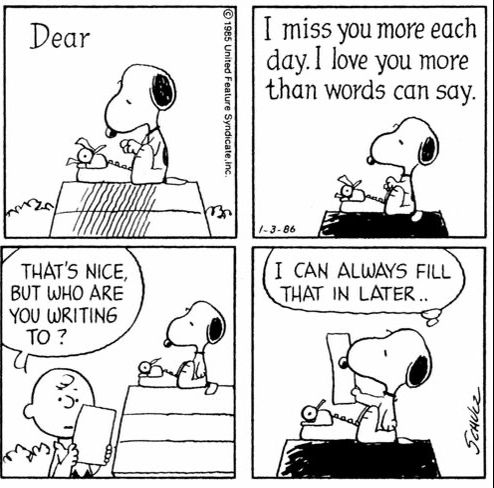 Dear
© 1985 United Feature Syndicate, Inc.
I miss you more each
day. I love you more
than words can say.
1-3-86
THAT'S NICE,
BUT WHO ARE
YOU WRITING
TO ?
I CAN ALWAYS FILL
THAT IN LATER..
SCHULZ